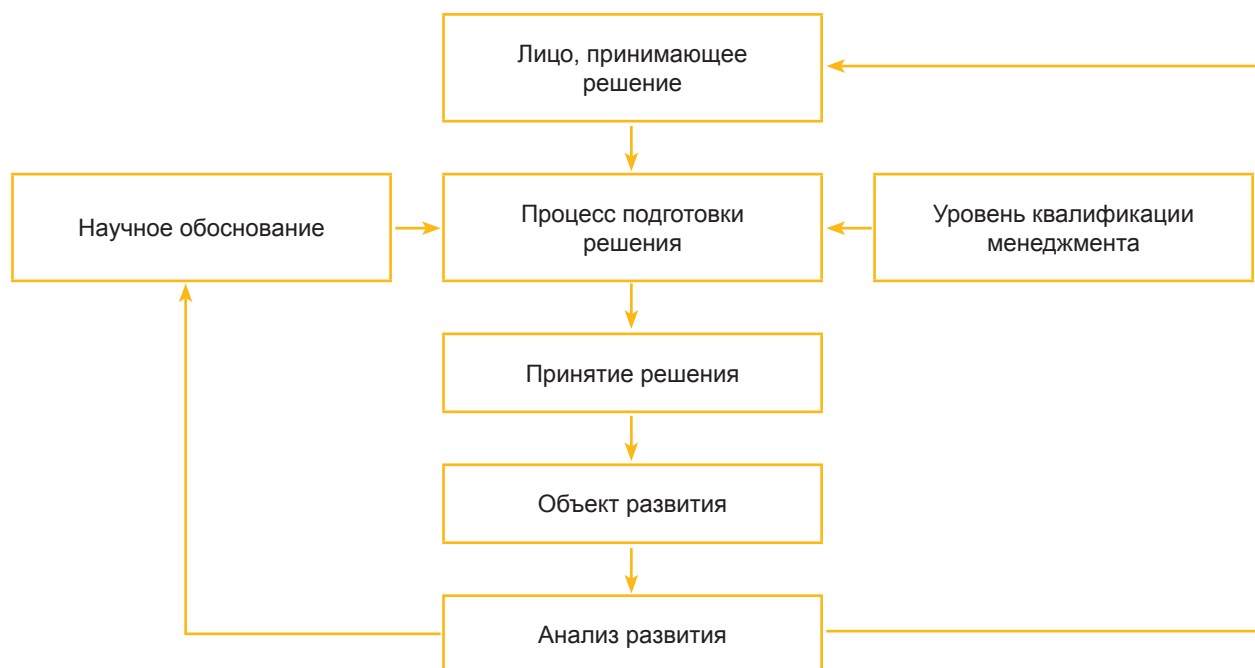 Лицо, принимающее
решение
Научное обоснование
Процесс подготовки
решения
Уровень квалификации
менеджмента
Принятие решения
Объект развития
Анализ развития